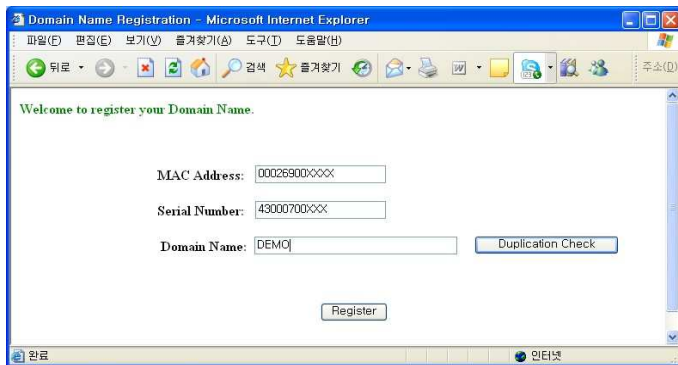 Domain Name Registration - Microsoft Internet Explorer
파일(F) 편집(E) 보기(V) 즐겨찾기(A) 도구(T) 도움말(H)
뒤로 검색 즐겨찾기 주소(D)
Welcome to register your Domain Name.
MAC Address: 00026900XXXX
Serial Number: 43000700XXX
Domain Name: DEMO Duplication Check
Register
완료 인터넷